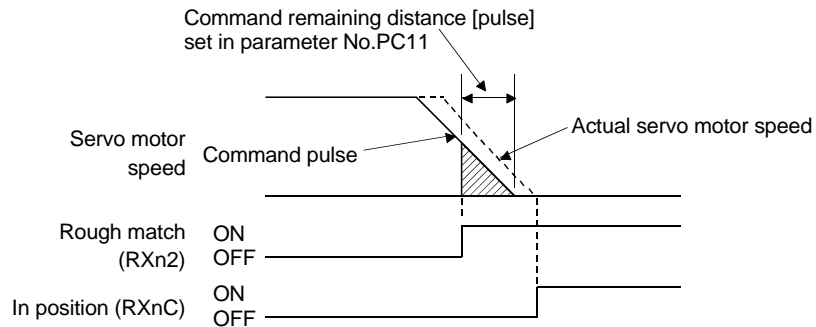 Command remaining distance [pulse]
set in parameter No.PC11
Actual servo motor speed
Servo motor
speed
Command pulse
Rough match
(RXn2)
ON
OFF
In position (RXnC)
ON
OFF